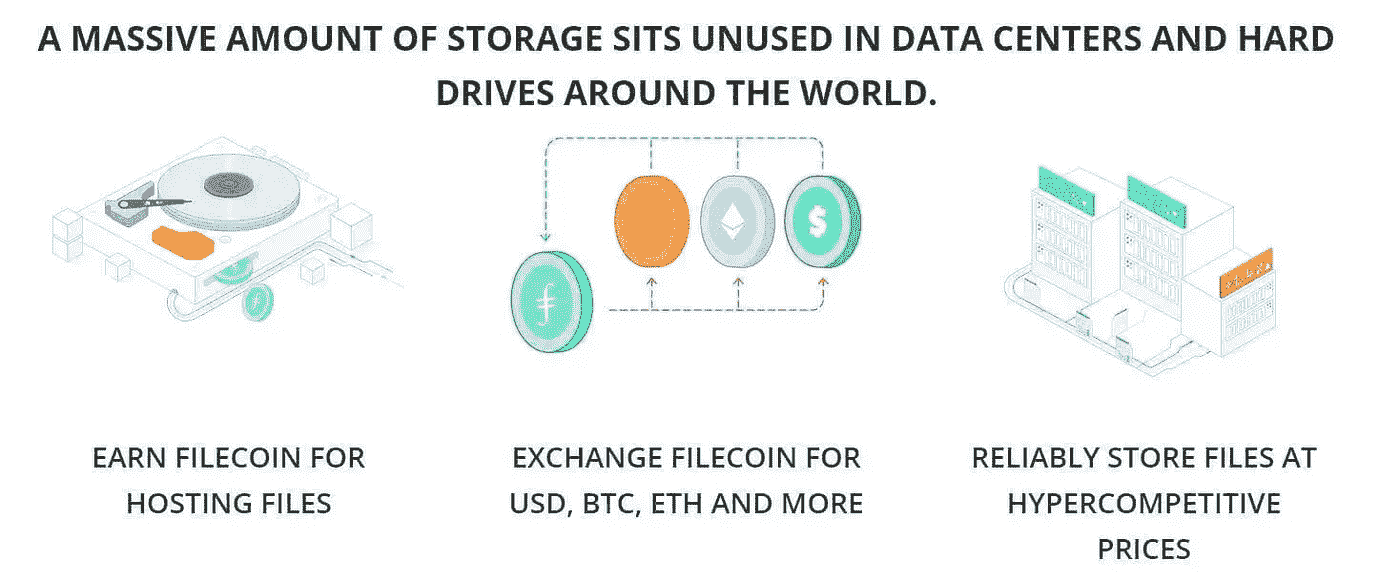 A MASSIVE AMOUNT OF STORAGE SITS UNUSED IN DATA CENTERS AND HARD
DRIVES AROUND THE WORLD.
$
EARN FILECOIN FOR
HOSTING FILES
EXCHANGE FILECOIN FOR
USD, BTC, ETH AND MORE
RELIABLY STORE FILES AT
HYPERCOMPETITIVE
PRICES